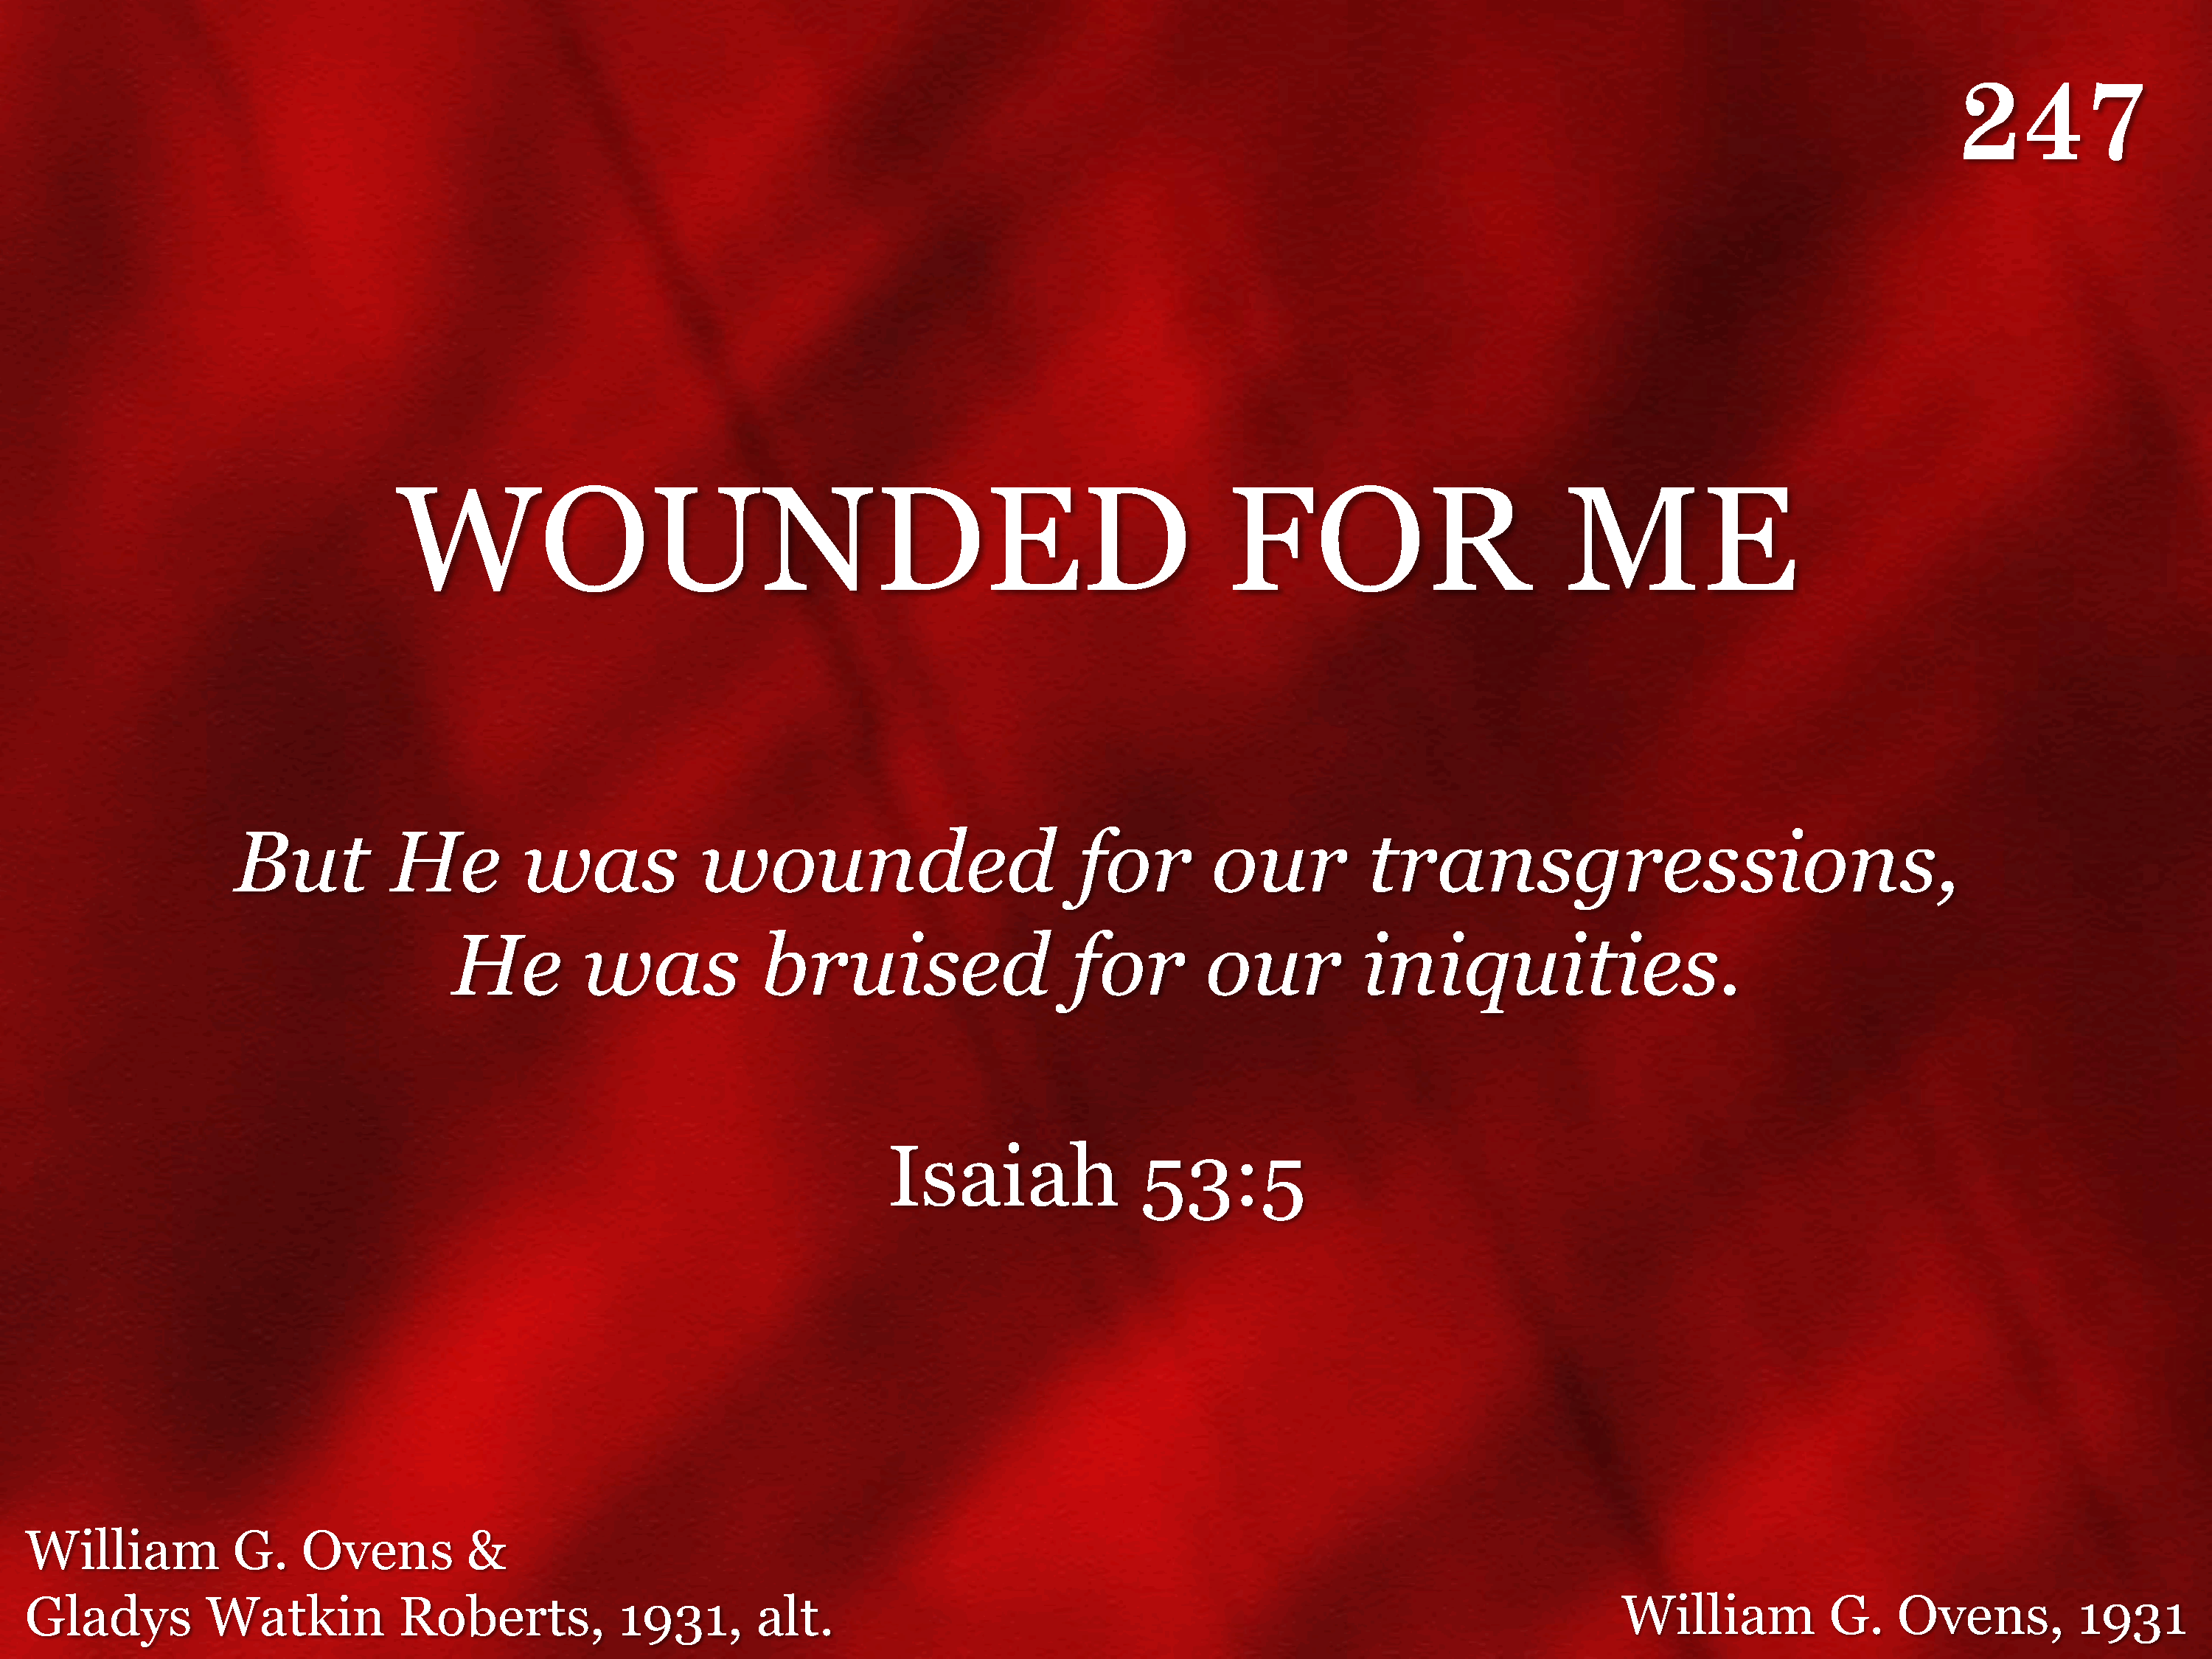 247
WOUNDED FOR ME
But He was wounded for our transgressions,
He was bruised for our iniquities.
Isaiah 53:5
William G. Ovens &
Gladys Watkin Roberts, 1931, alt.
William G. Ovens, 1931